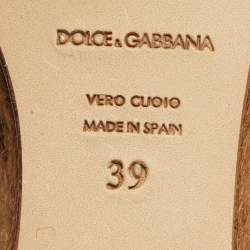 DOLCE & GABBANA
VERO CUOIO
MADE IN SPAIN
39